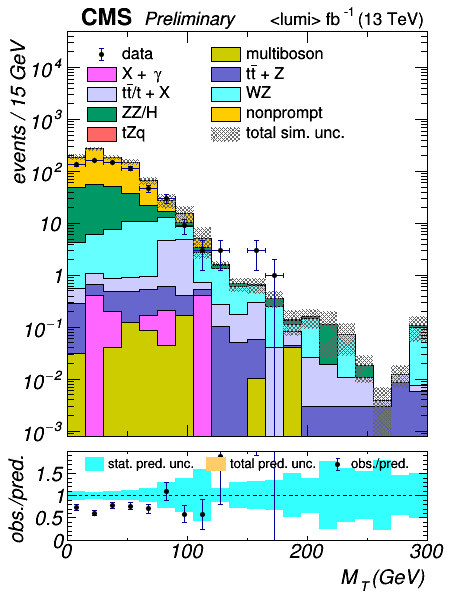 CMS Preliminary <lumi> fb⁻¹ (13 TeV)
events / 15 GeV
10⁴
10³
10²
10
1
10⁻¹
10⁻²
10⁻³
data
X + γ
tt̄/t + X
ZZ/H
tZq
multiboson
tt̄ + Z
WZ
nonprompt
total sim. unc.
obs./pred.
1.5
1
0.5
0
stat. pred. unc. total pred. unc. obs./pred.
0 100 200 300
M_T(GeV)